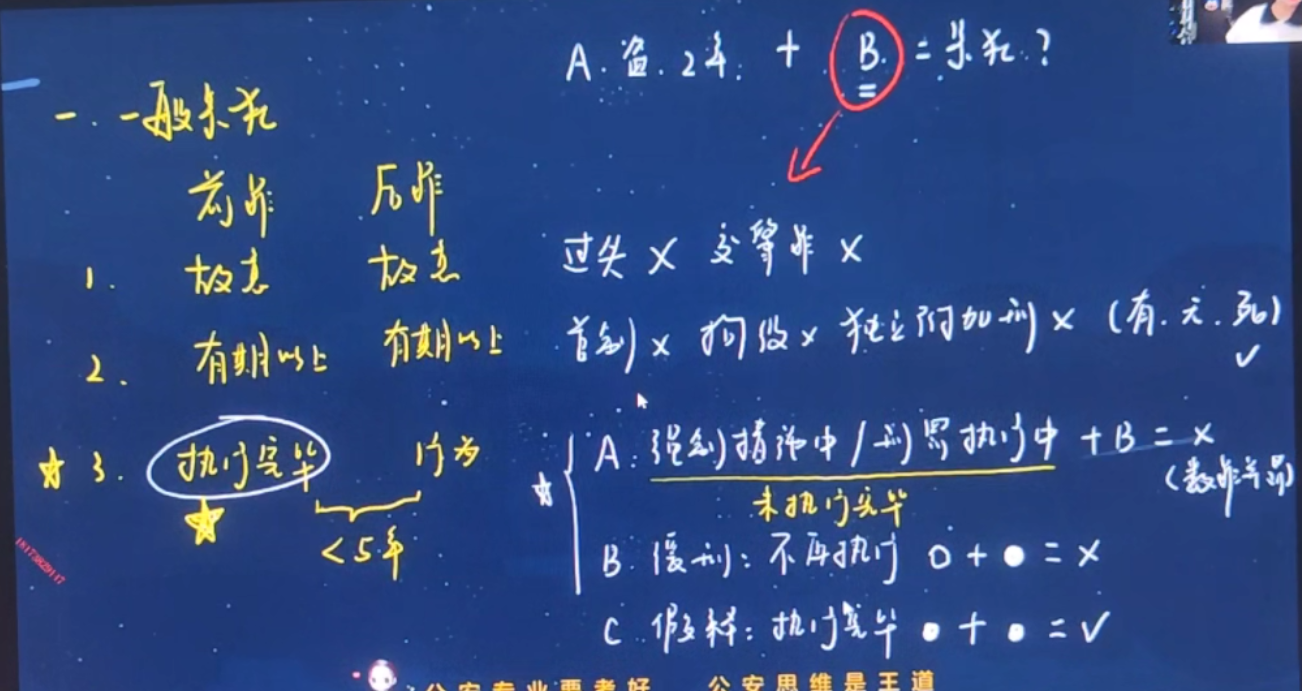 A. 盗. 2年. + B. = 累犯. ?
一. 一般累犯
前罪 后罪
1. 故意 故意 过失 × 交肇罪 ×
2. 有期以上 有期以上 管制 × 拘役 × 独立附加刑 × (有. 无. 死) ✓
☆ 3. 执行完毕 行为
☆ <5年
☆ A: 强制措施中 / 刑罚执行中 + B = ×
未执行完毕 (数罪并罚)
B. 缓刑: 不再执行 ○ + ● = ×
C. 假释: 执行完毕 ● + ● = ✓
18173829117
公安专业要考好 公安思维是王道